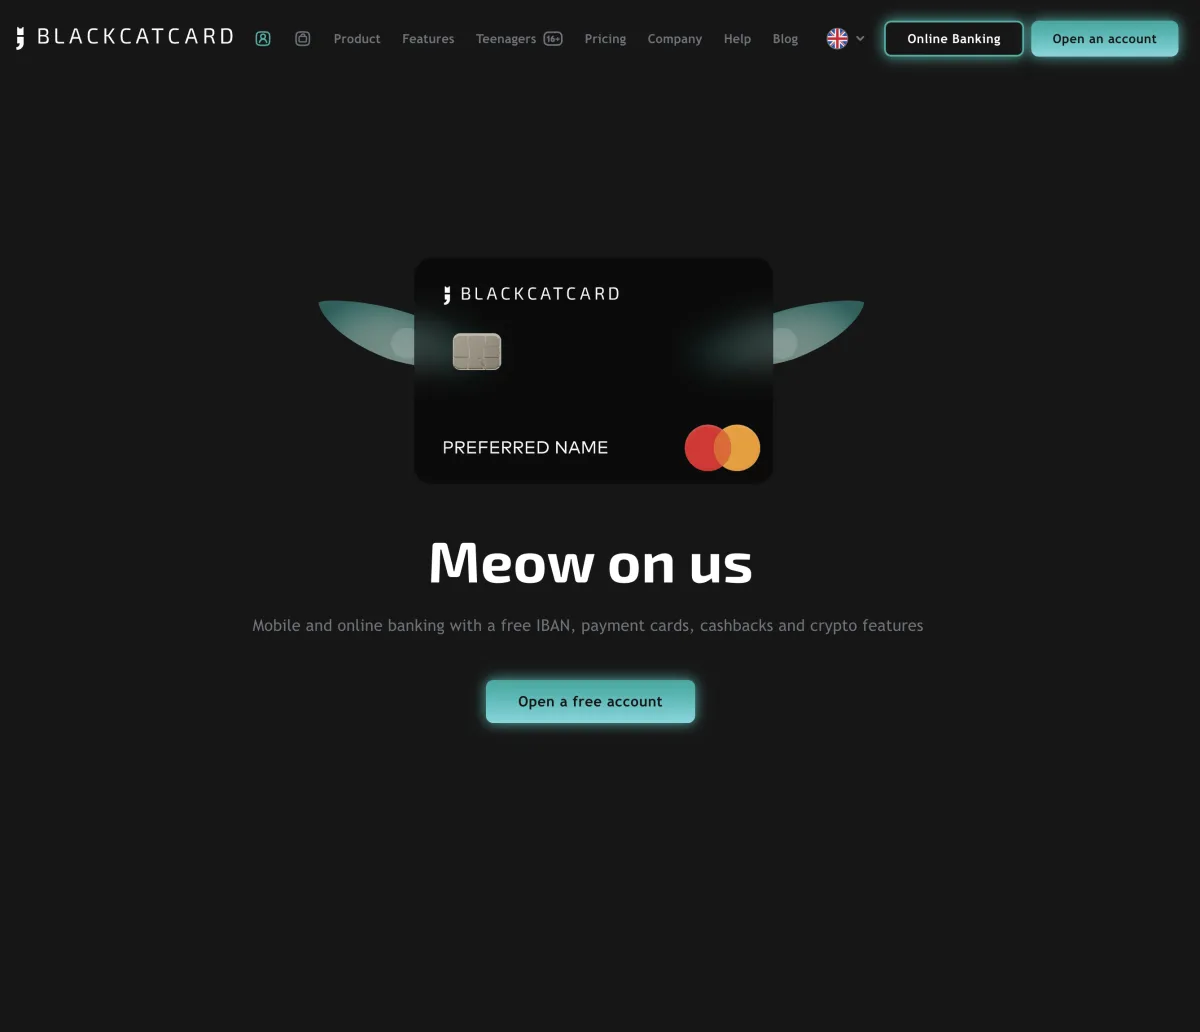 BLACKCATCARD
Product
Features
Teenagers 16+
Pricing
Company
Help
Blog
Online Banking
Open an account
BLACKCATCARD
PREFERRED NAME
Meow on us
Mobile and online banking with a free IBAN, payment cards, cashbacks and crypto features
Open a free account